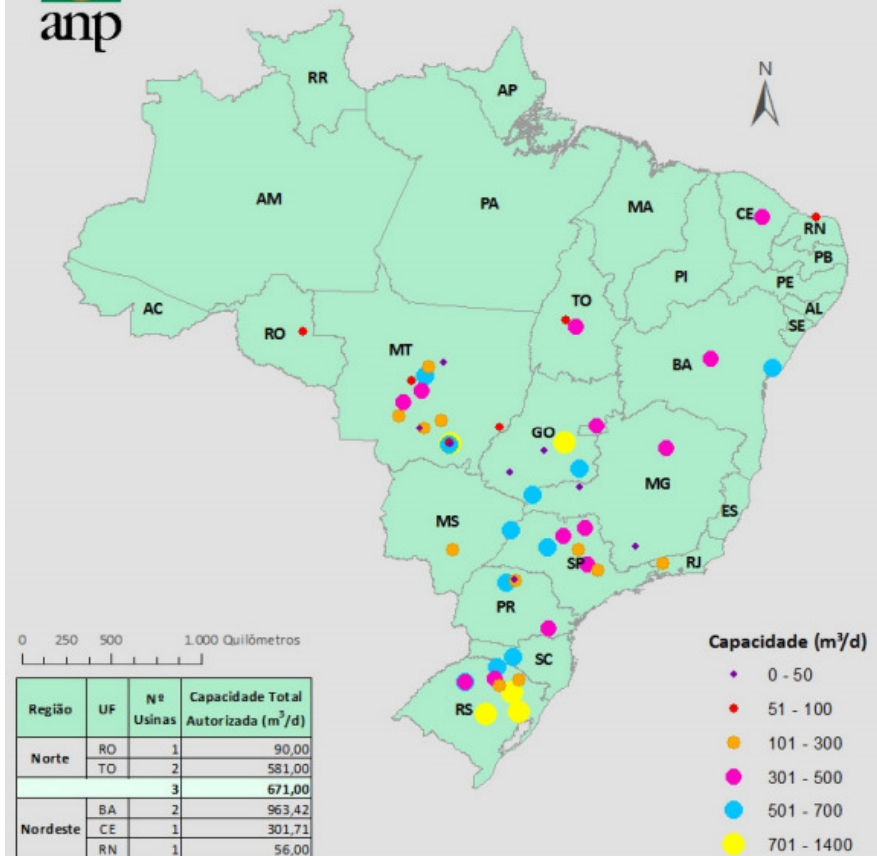 anp
N
RR
AP
AM
PA
MA
CE
RN
PB
PE
PI
AL
SE
AC
RO
TO
MT
BA
GO
MG
ES
MS
SP
RJ
PR
SC
RS
0 250 500 1.000 Quilômetros
Região UF Nº Usinas Capacidade Total Autorizada (m³/d)
Norte RO 1 90,00
TO 2 581,00
3 671,00
Nordeste BA 2 963,42
CE 1 301,71
RN 1 56,00
Capacidade (m³/d)
0 - 50
51 - 100
101 - 300
301 - 500
501 - 700
701 - 1400